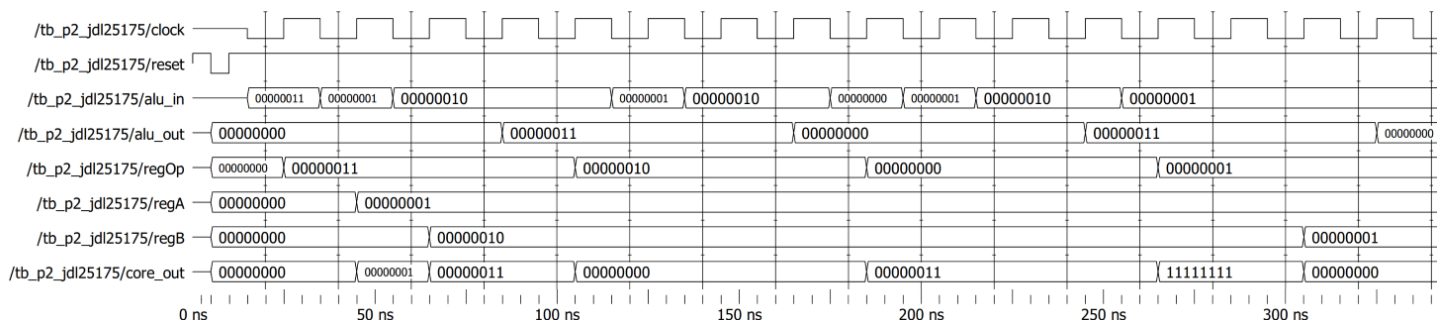 /tb_p2_jdl25175/clock
/tb_p2_jdl25175/reset
/tb_p2_jdl25175/alu_in 00000011 00000001 00000010 00000001 00000010 00000000 00000001 00000010 00000001
/tb_p2_jdl25175/alu_out 00000000 00000011 00000000 00000011 00000000
/tb_p2_jdl25175/regOp 00000000 00000011 00000010 00000000 00000001
/tb_p2_jdl25175/regA 00000000 00000001
/tb_p2_jdl25175/regB 00000000 00000010 00000001
/tb_p2_jdl25175/core_out 00000000 00000001 00000011 00000000 00000011 11111111 00000000
0 ns 50 ns 100 ns 150 ns 200 ns 250 ns 300 ns